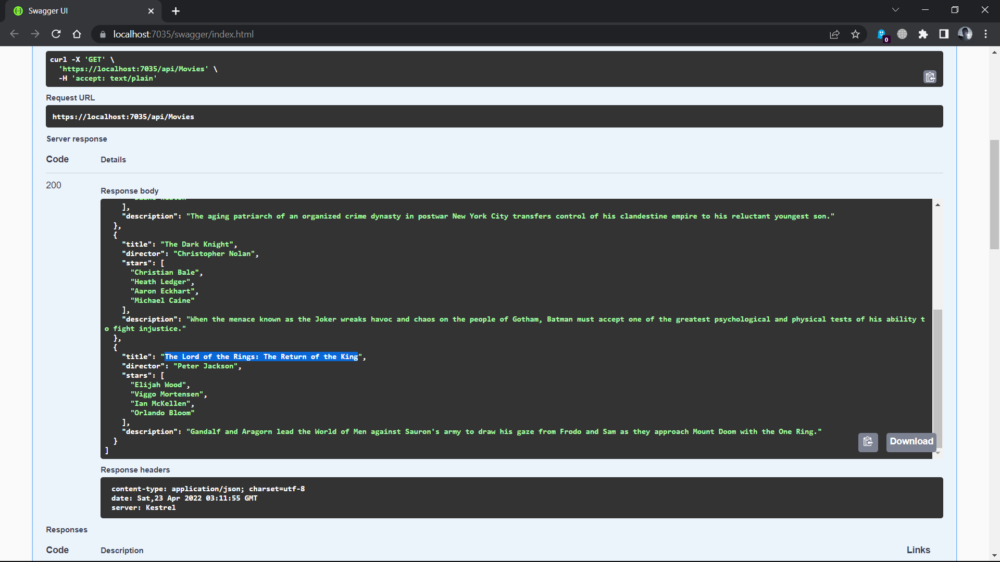 Swagger UI
localhost:7035/swagger/index.html
0
curl -X 'GET' \
'https://localhost:7035/api/Movies' \
-H 'accept: text/plain'
Request URL
https://localhost:7035/api/Movies
Server response
Code Details
200
Response body
],
"description": "The aging patriarch of an organized crime dynasty in postwar New York City transfers control of his clandestine empire to his reluctant youngest son."
},
{
"title": "The Dark Knight",
"director": "Christopher Nolan",
"stars": [
"Christian Bale",
"Heath Ledger",
"Aaron Eckhart",
"Michael Caine"
],
"description": "When the menace known as the Joker wreaks havoc and chaos on the people of Gotham, Batman must accept one of the greatest psychological and physical tests of his ability t
o fight injustice."
},
{
"title": "The Lord of the Rings: The Return of the King",
"director": "Peter Jackson",
"stars": [
"Elijah Wood",
"Viggo Mortensen",
"Ian McKellen",
"Orlando Bloom"
],
"description": "Gandalf and Aragorn lead the World of Men against Sauron's army to draw his gaze from Frodo and Sam as they approach Mount Doom with the One Ring."
}
]
Download
Response headers
content-type: application/json; charset=utf-8
date: Sat,23 Apr 2022 03:11:55 GMT
server: Kestrel
Responses
Code Description Links